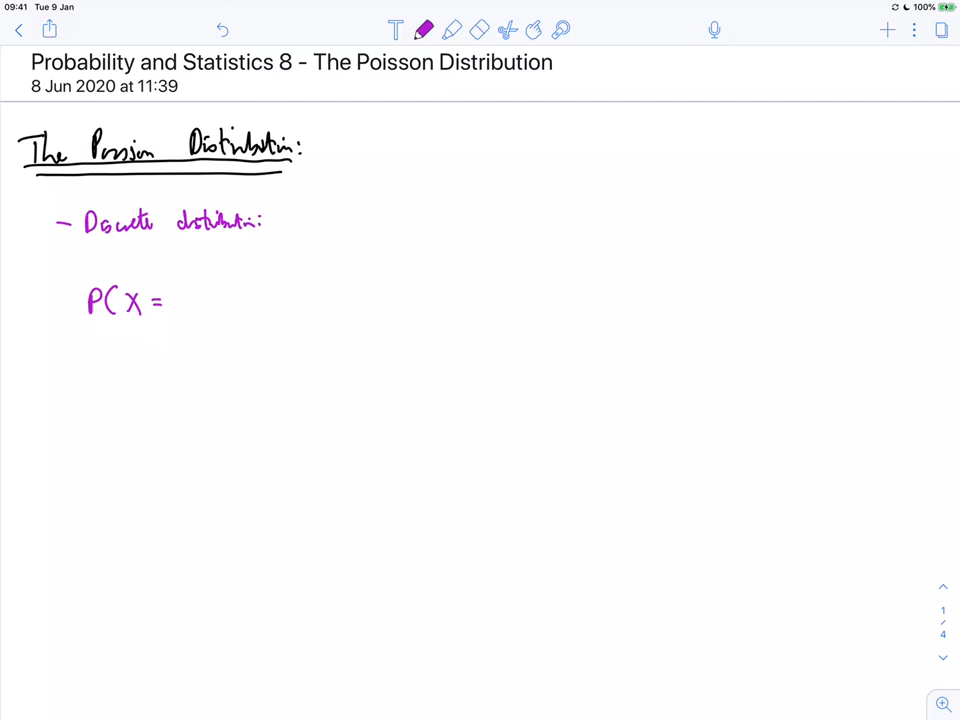 09:41 Tue 9 Jan 100%
T
Probability and Statistics 8 - The Poisson Distribution
8 Jun 2020 at 11:39
The Poission Distribution:
- Discrete distribution:
P( X =
1
/
4